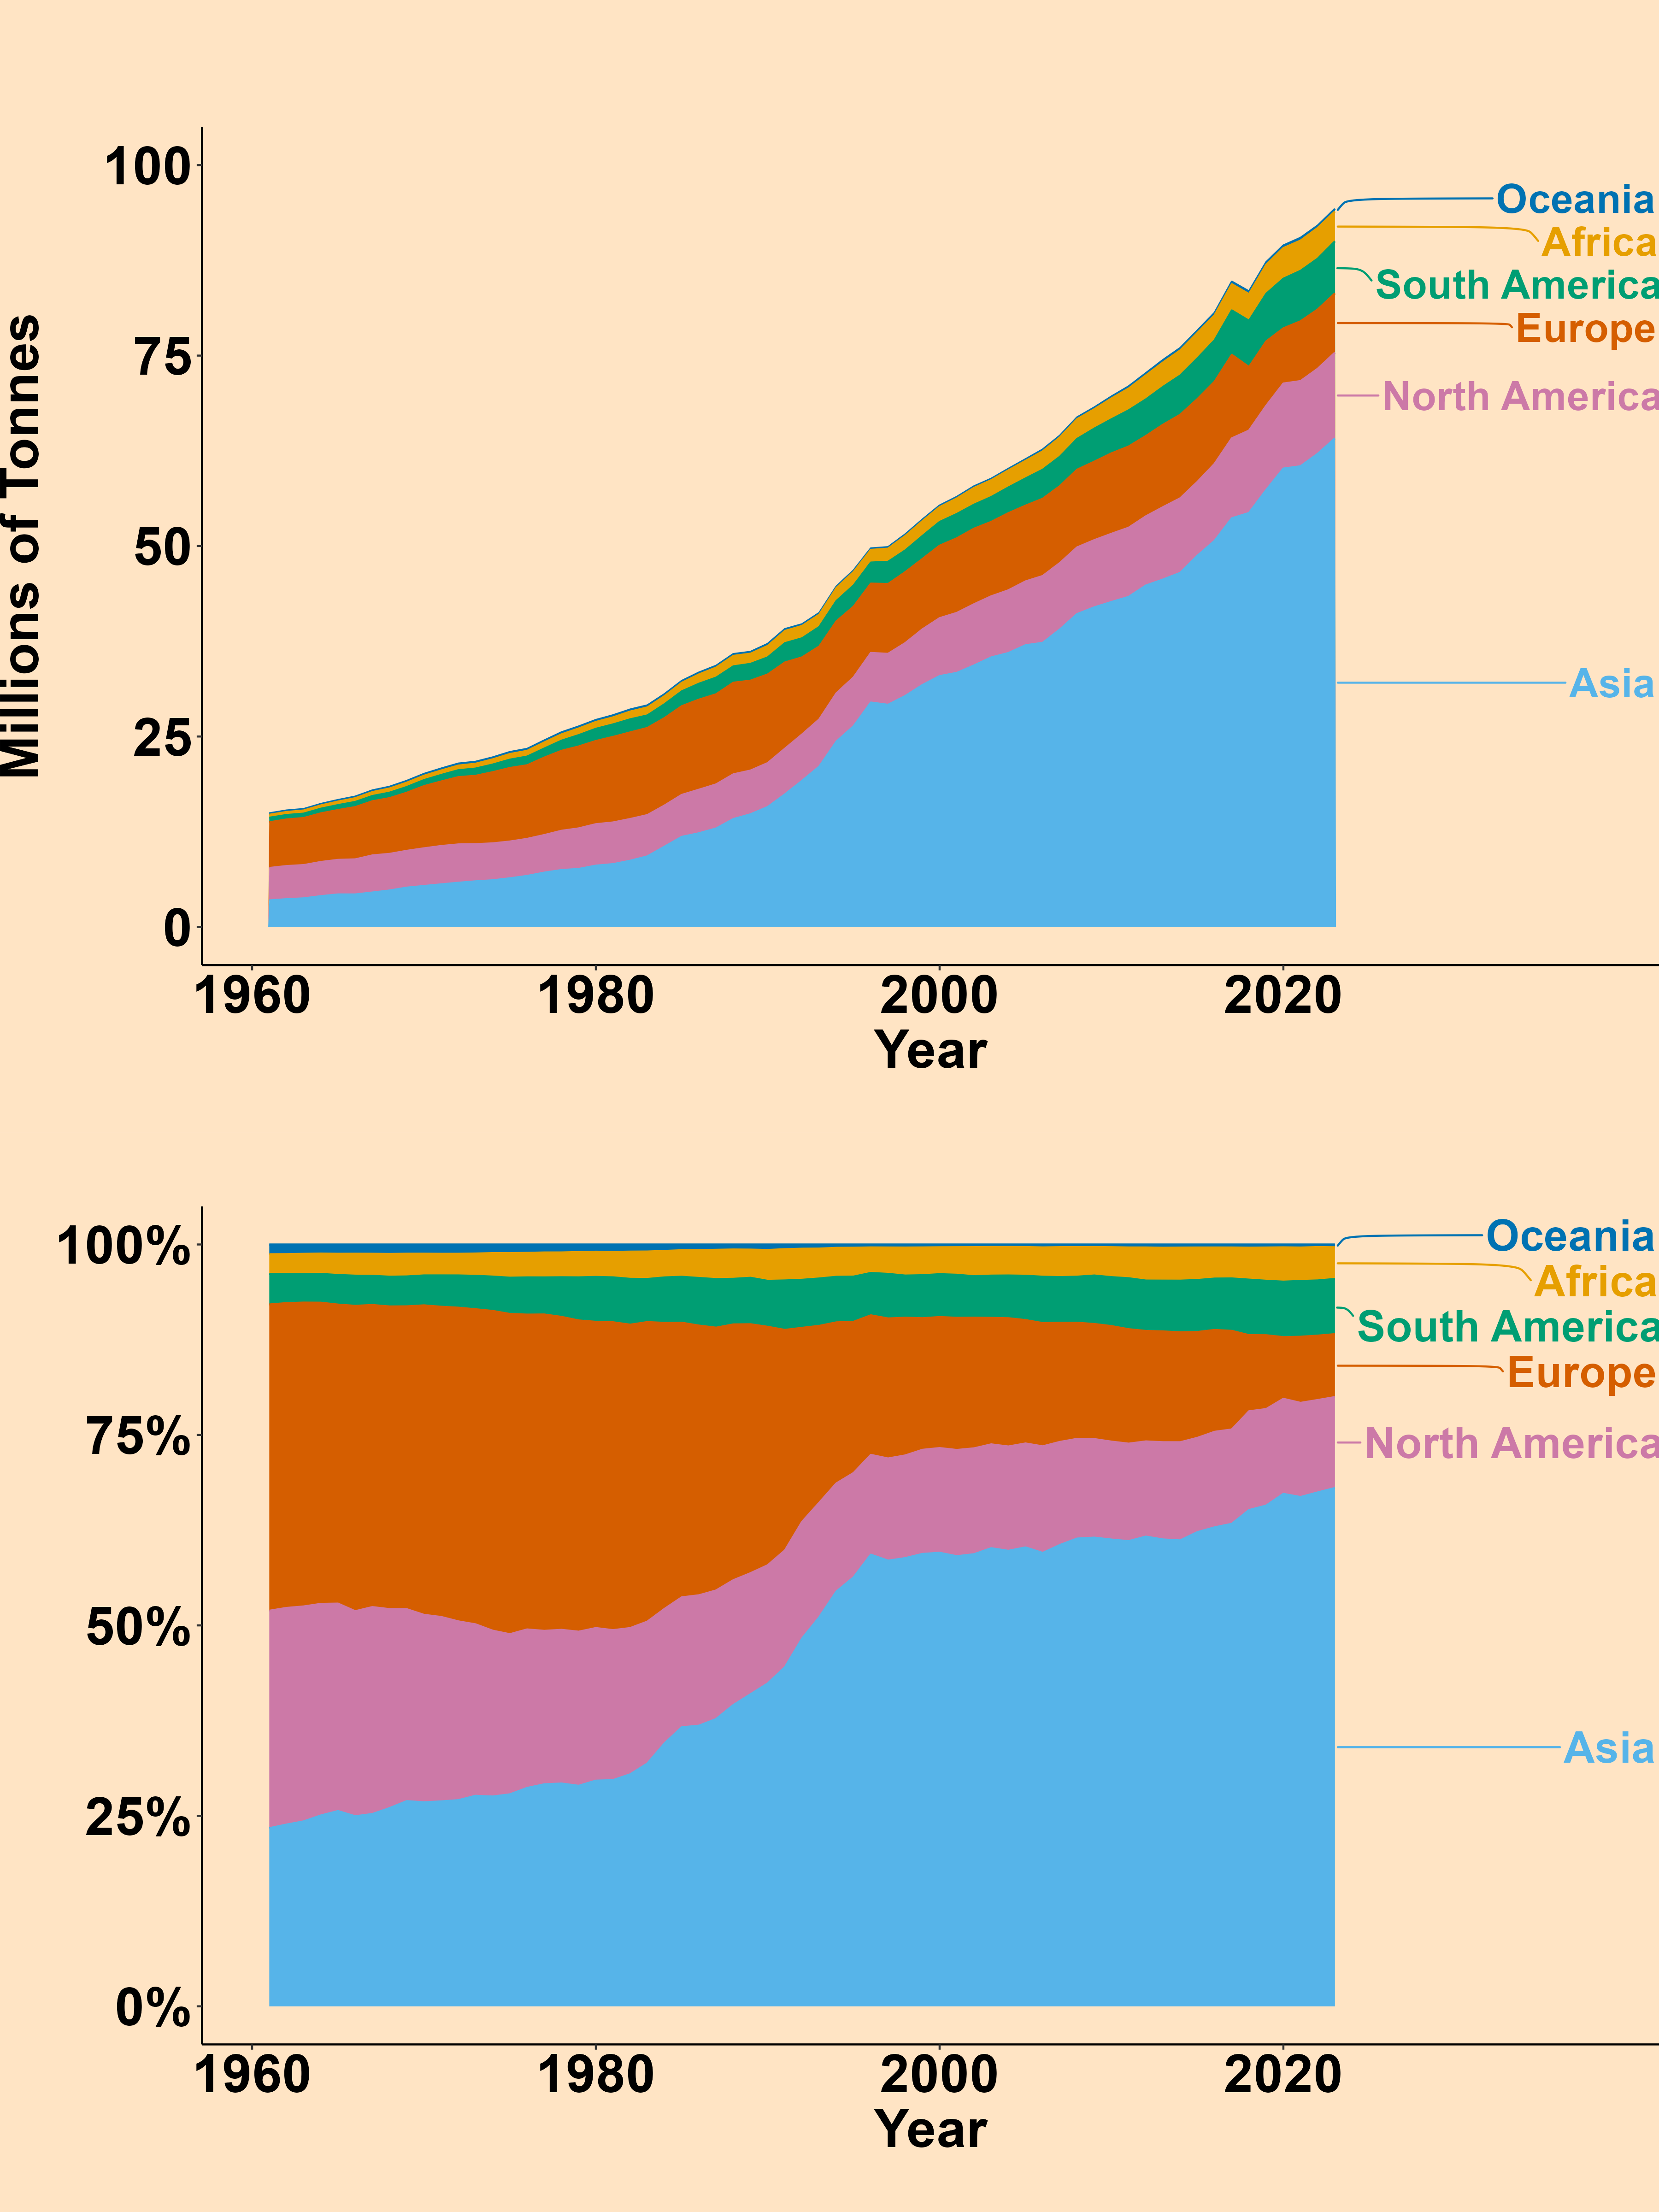 Millions of Tonnes
100
75
50
25
0
1960 1980 2000 2020
Year
Oceania
Africa
South America
Europe
North America
Asia
100%
75%
50%
25%
0%
1960 1980 2000 2020
Year
Oceania
Africa
South America
Europe
North America
Asia